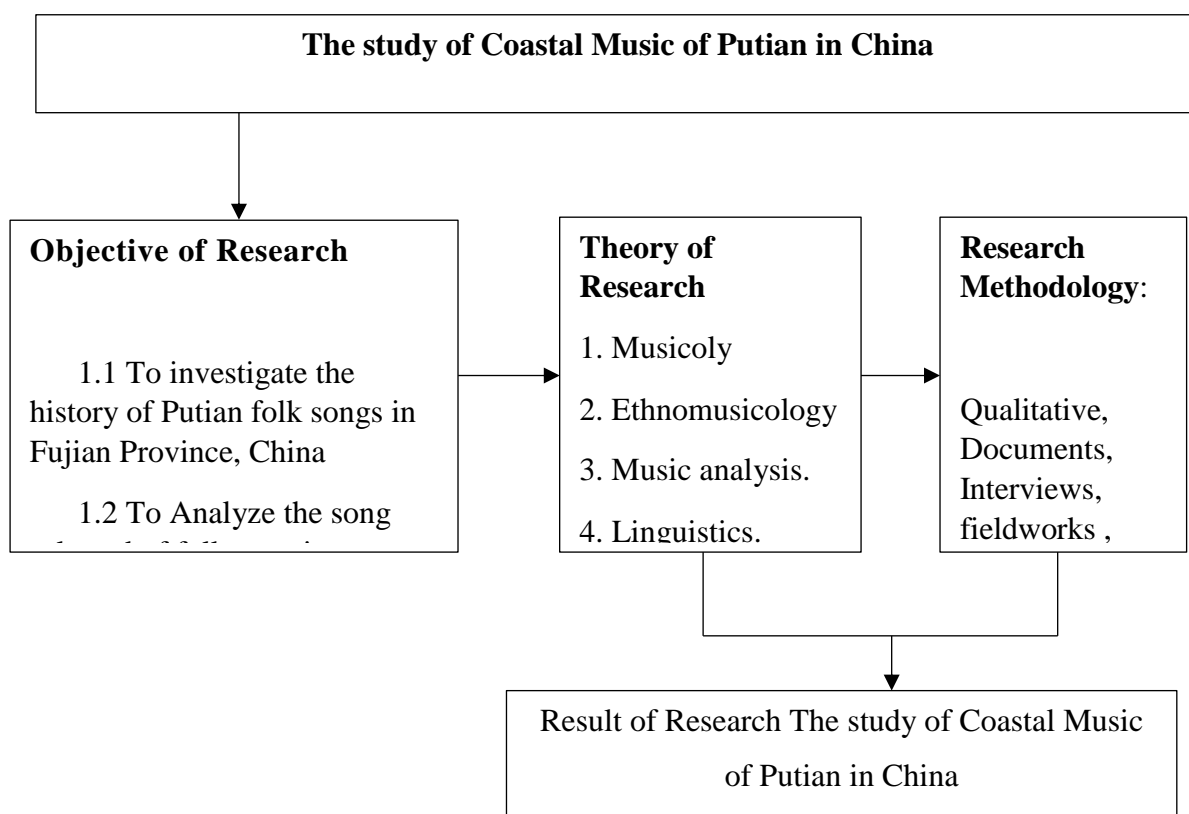 The study of Coastal Music of Putian in China
Objective of Research
1.1 To investigate the
history of Putian folk songs in
Fujian Province, China
1.2 To Analyze the song
Theory of
Research
1. Musicoly
2. Ethnomusicology
3. Music analysis.
4. Linguistics.
Research
Methodology:
Qualitative,
Documents,
Interviews,
fieldworks ,
Result of Research The study of Coastal Music
of Putian in China